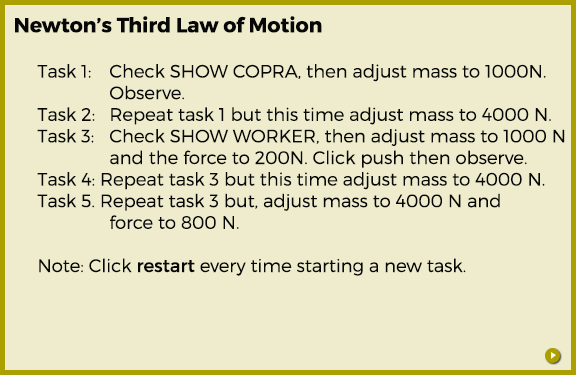 Newton's Third Law of Motion
Task 1: Check SHOW COPRA, then adjust mass to 1000N.
Observe.
Task 2: Repeat task 1 but this time adjust mass to 4000 N.
Task 3: Check SHOW WORKER, then adjust mass to 1000 N
and the force to 200N. Click push then observe.
Task 4: Repeat task 3 but this time adjust mass to 4000 N.
Task 5. Repeat task 3 but, adjust mass to 4000 N and
force to 800 N.
Note: Click restart every time starting a new task.